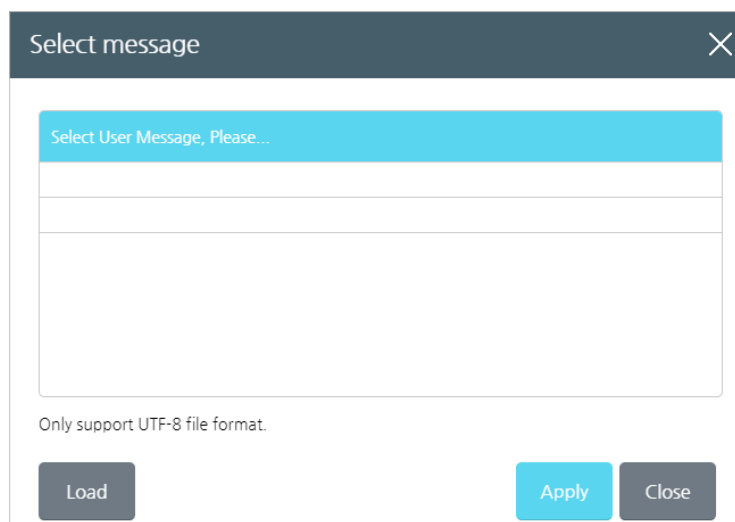 Select message
Select User Message, Please...
Only support UTF-8 file format.
Load
Apply
Close